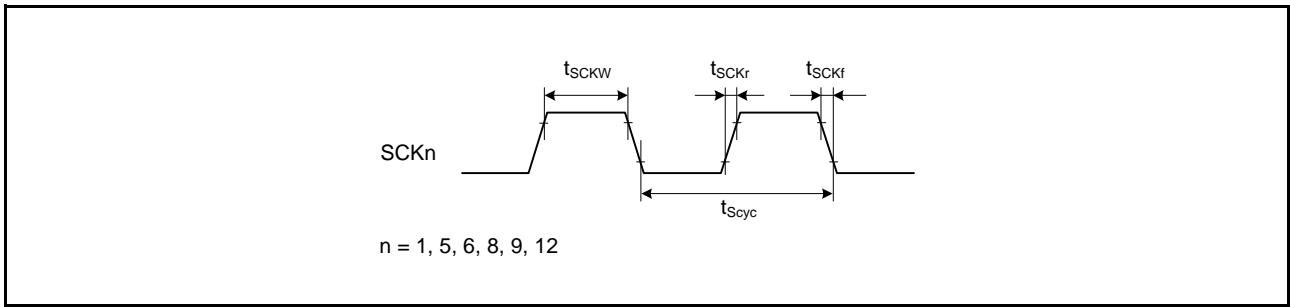 tSCKW tSCKr tSCKf
SCKn
tScyc
n = 1, 5, 6, 8, 9, 12